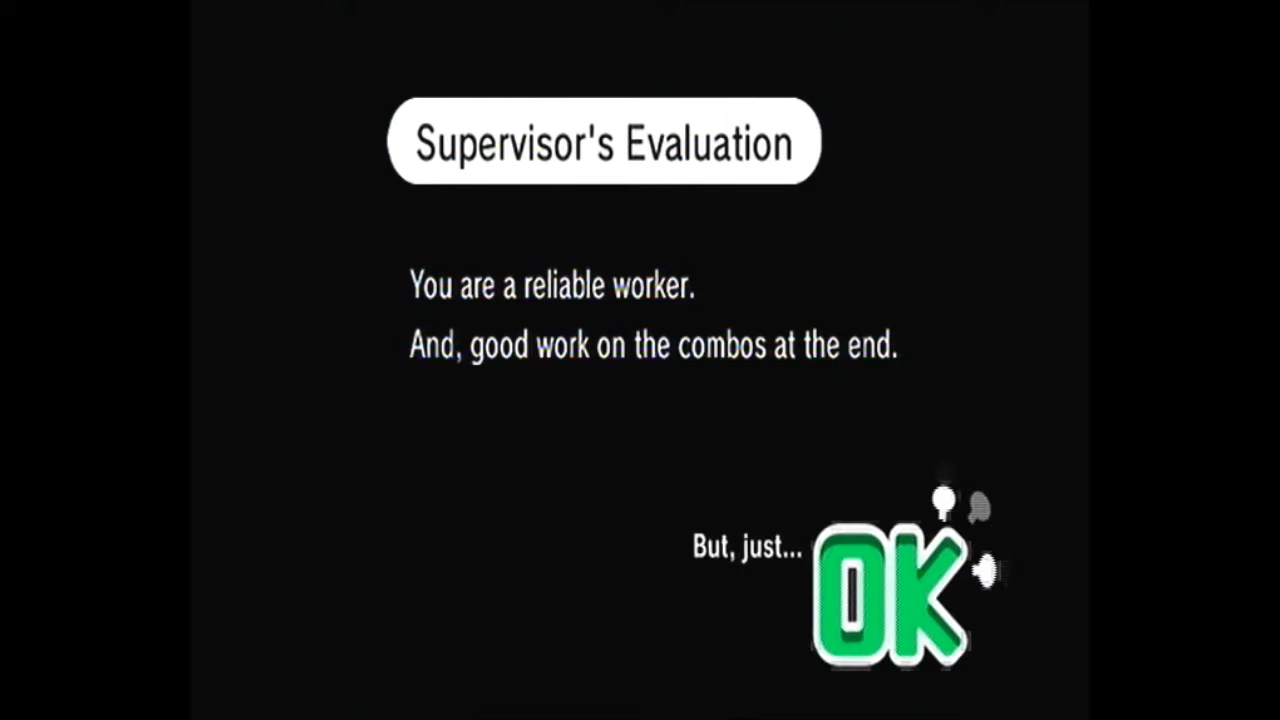 Supervisor's Evaluation
You are a reliable worker.
And, good work on the combos at the end.
But, just... OK